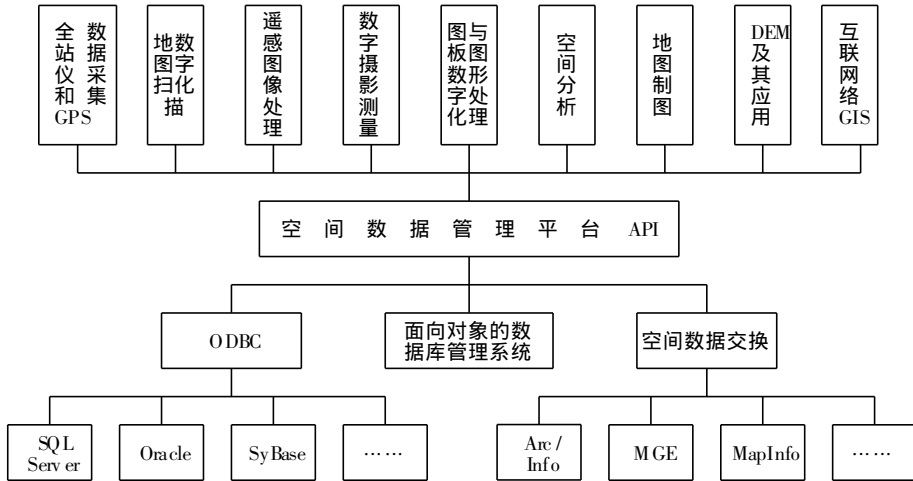 全站仪和GPS
数据采集
地图扫描
数字化
遥感图像处理
数字摄影测量
图板数字化
与图形处理
空间分析
地图制图
DEM及其应用
互联网络GIS
空间数据管理平台 API
ODBC
面向对象的数
据库管理系统
空间数据交换
SQL
Server
Oracle
SyBase
……
Arc/
Info
MGE
MapInfo
……